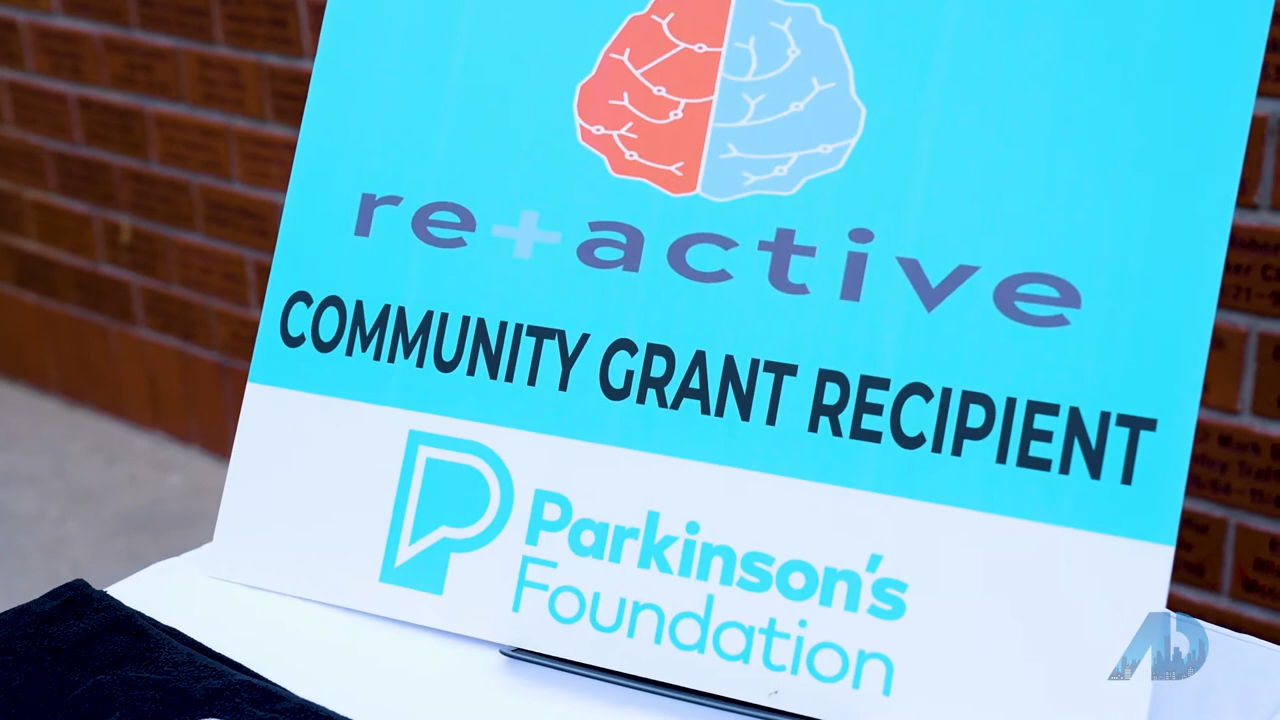 re+active
COMMUNITY GRANT RECIPIENT
Parkinson's
Foundation